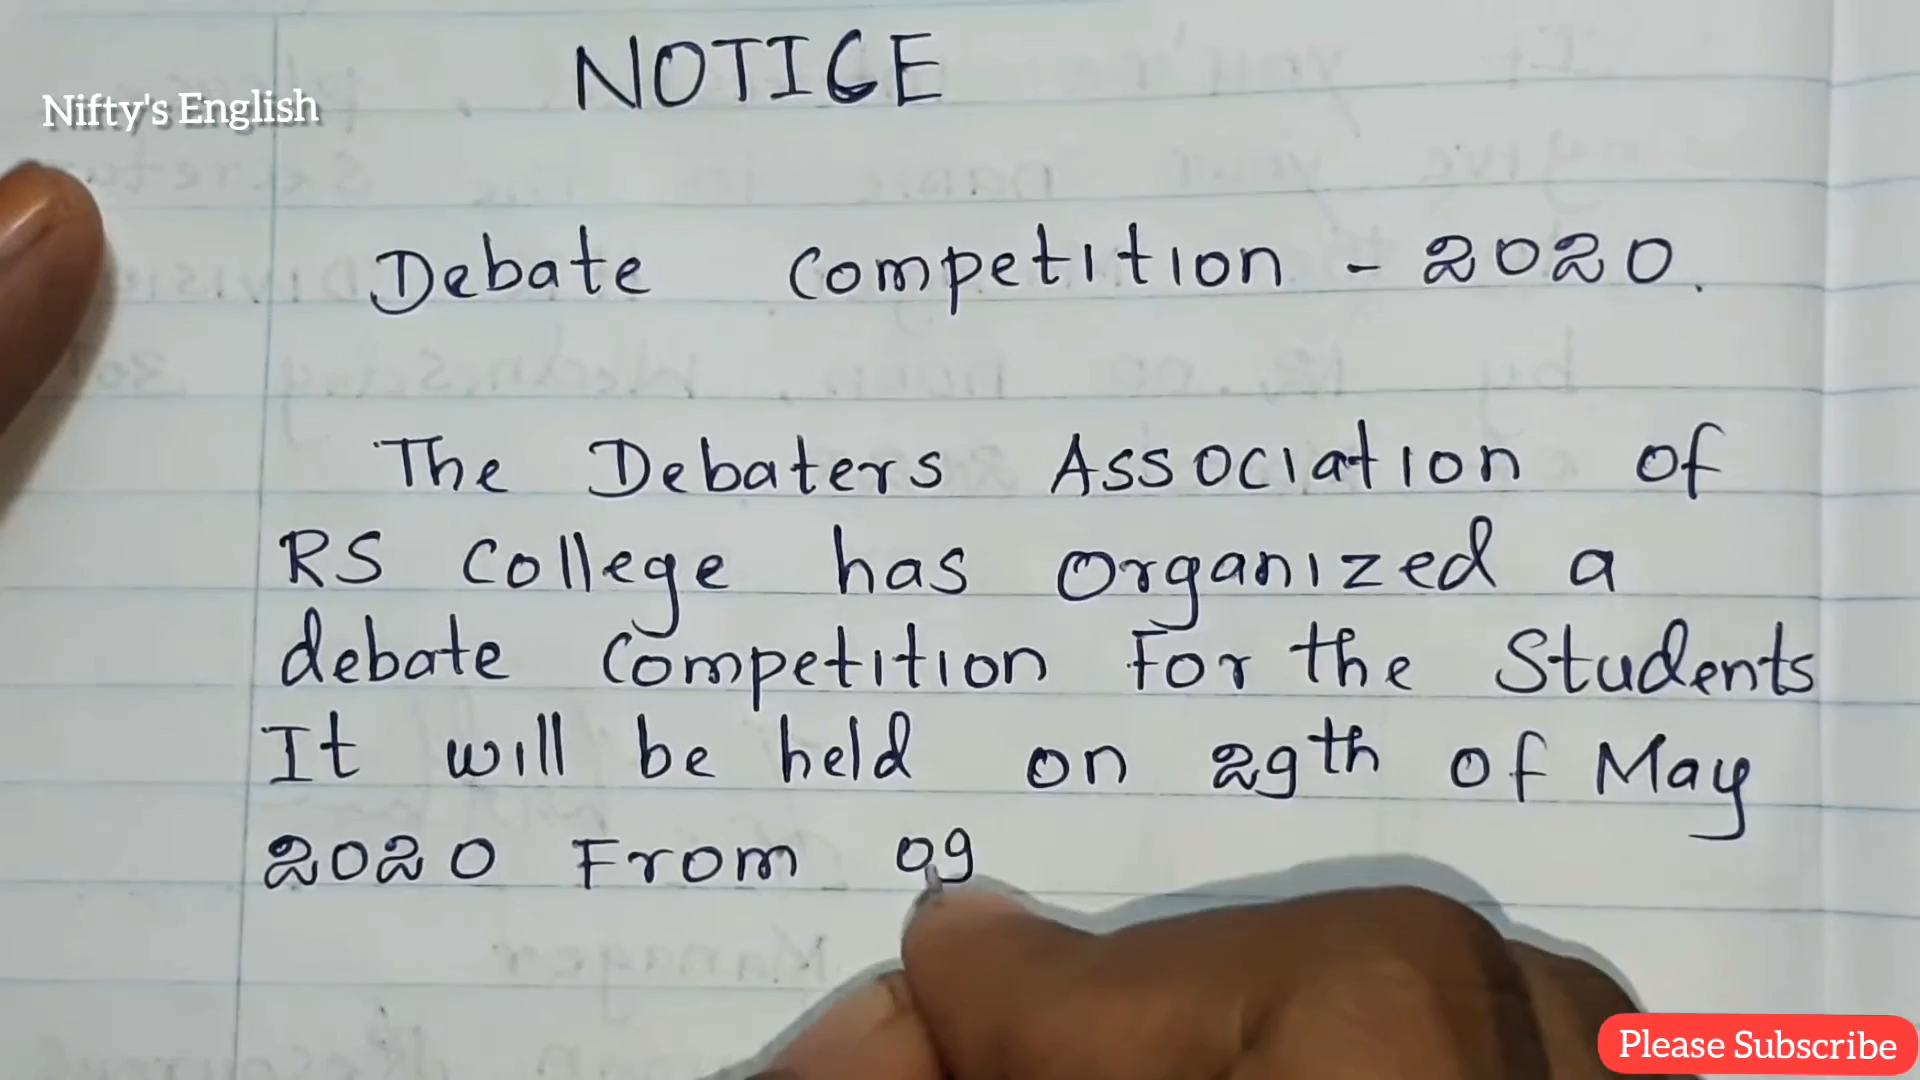 NOTICE
Nifty's English
Debate Competition - 2020.
The Debaters Association of
RS College has organized a
debate Competition For the Students
It will be held on 29th of May
2020 From 09
Please Subscribe